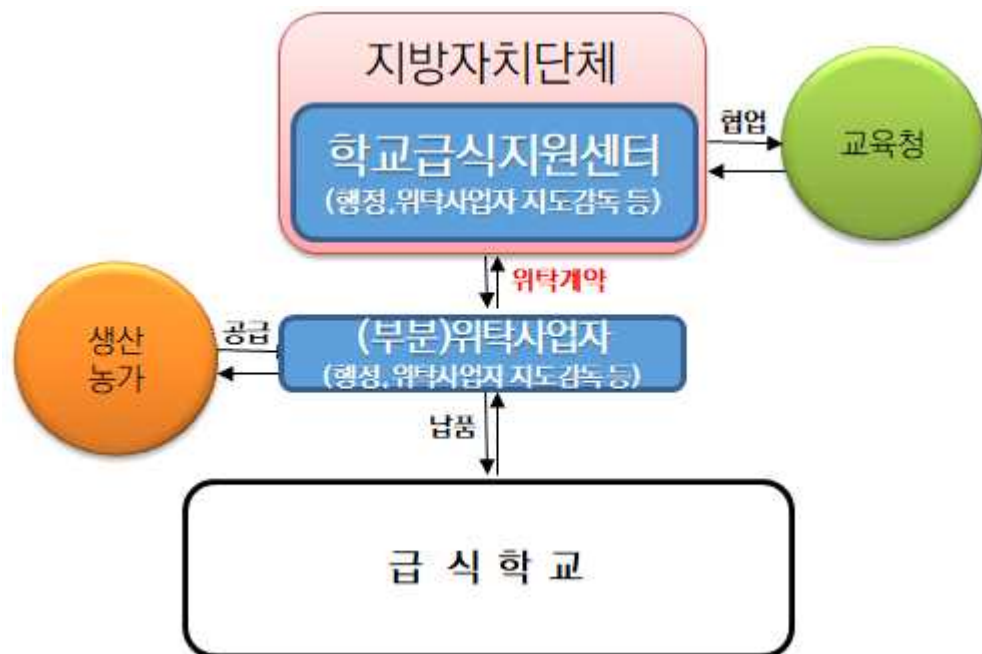 지방자치단체
학교급식지원센터
(행정,위탁사업자 지도감독 등)
협업
교육청
위탁계약
생산
농가
공급
(부분)위탁사업자
(행정,위탁사업자 지도감독 등)
납품
급 식 학 교